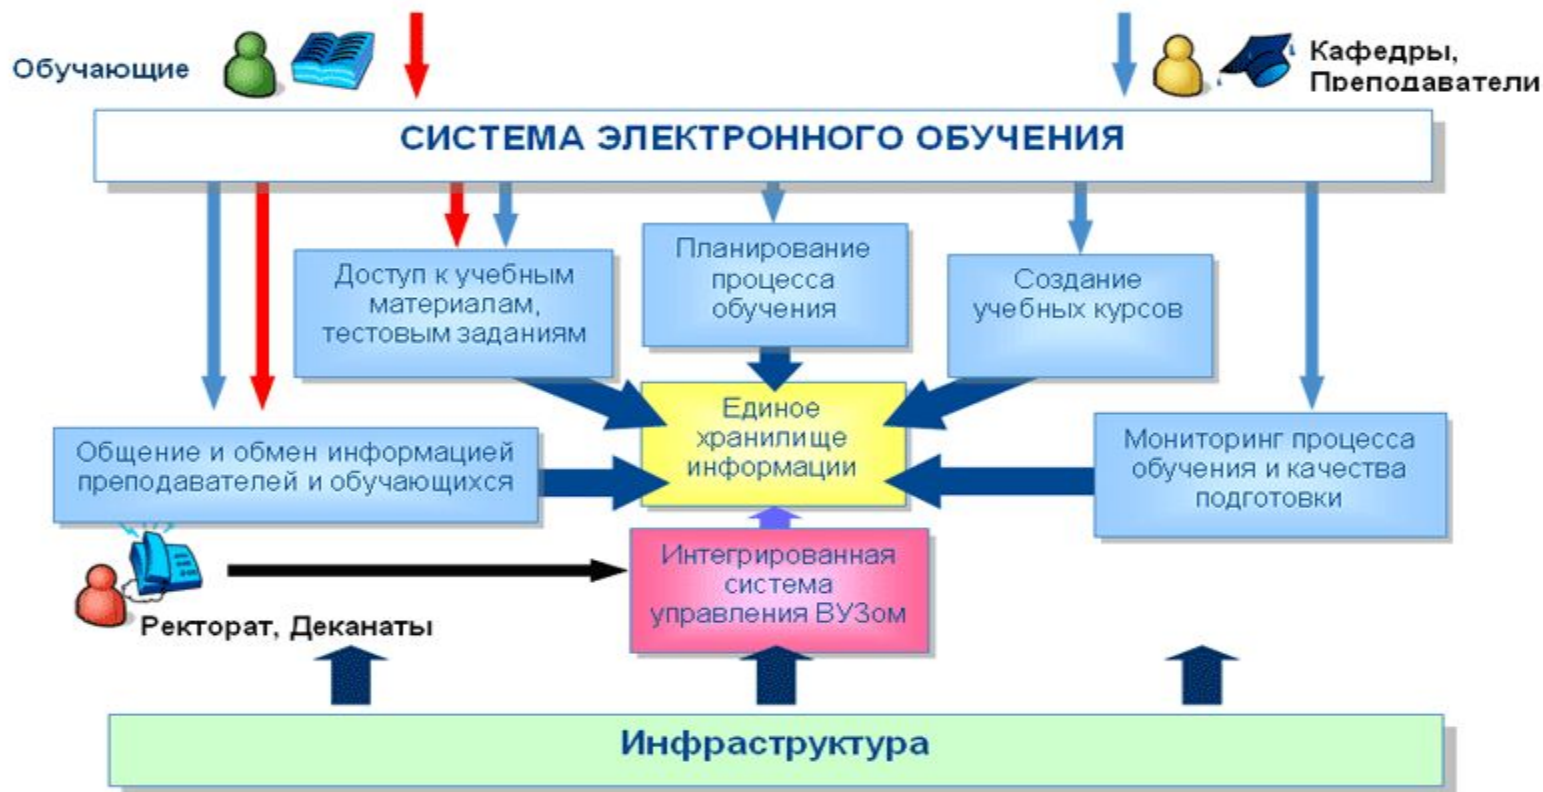 Обучающие
Кафедры,
Преподаватели
СИСТЕМА ЭЛЕКТРОННОГО ОБУЧЕНИЯ
Доступ к учебным
материалам,
тестовым заданиям
Планирование
процесса
обучения
Создание
учебных курсов
Общение и обмен информацией
преподавателей и обучающихся
Единое
хранилище
информации
Мониторинг процесса
обучения и качества
подготовки
Интегрированная
система
управления ВУЗом
Ректорат, Деканаты
Инфраструктура